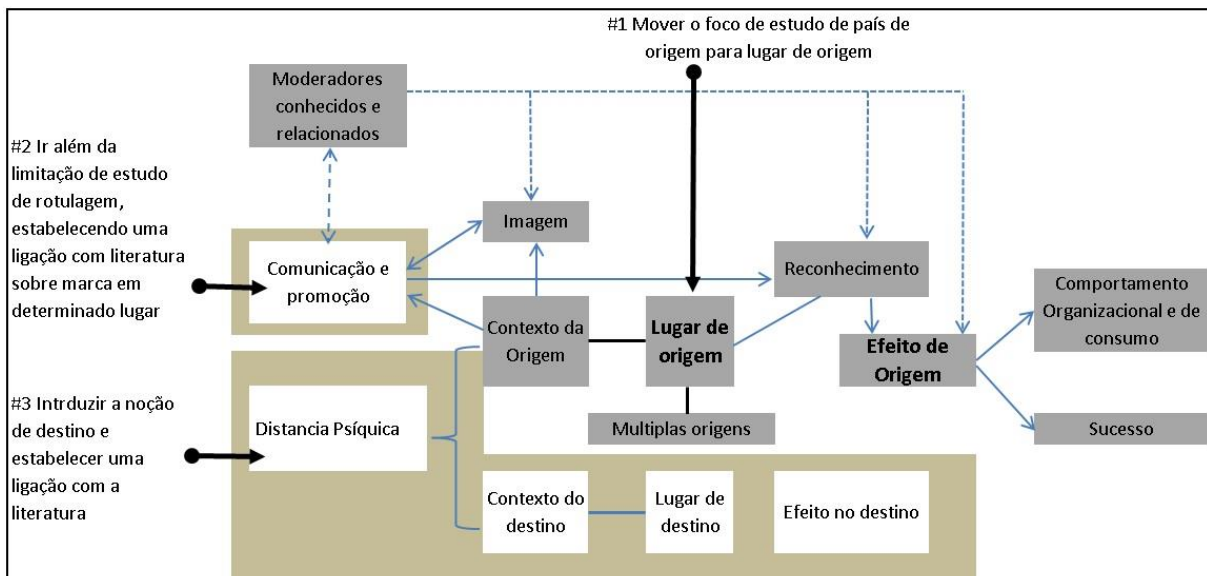 #1 Mover o foco de estudo de país de
origem para lugar de origem
Moderadores
conhecidos e
relacionados
#2 Ir além da
limitação de estudo
de rotulagem,
estabelecendo uma
ligação com literatura
sobre marca em
determinado lugar
Imagem
Comunicação e
promoção
Reconhecimento
Comportamento
Organizacional e de
consumo
Contexto da
Origem
Lugar de
origem
Efeito de
Origem
#3 Intrduzir a noção
de destino e
estabelecer uma
ligação com a
literatura
Distancia Psíquica
Multiplas origens
Sucesso
Contexto do
destino
Lugar de
destino
Efeito no destino